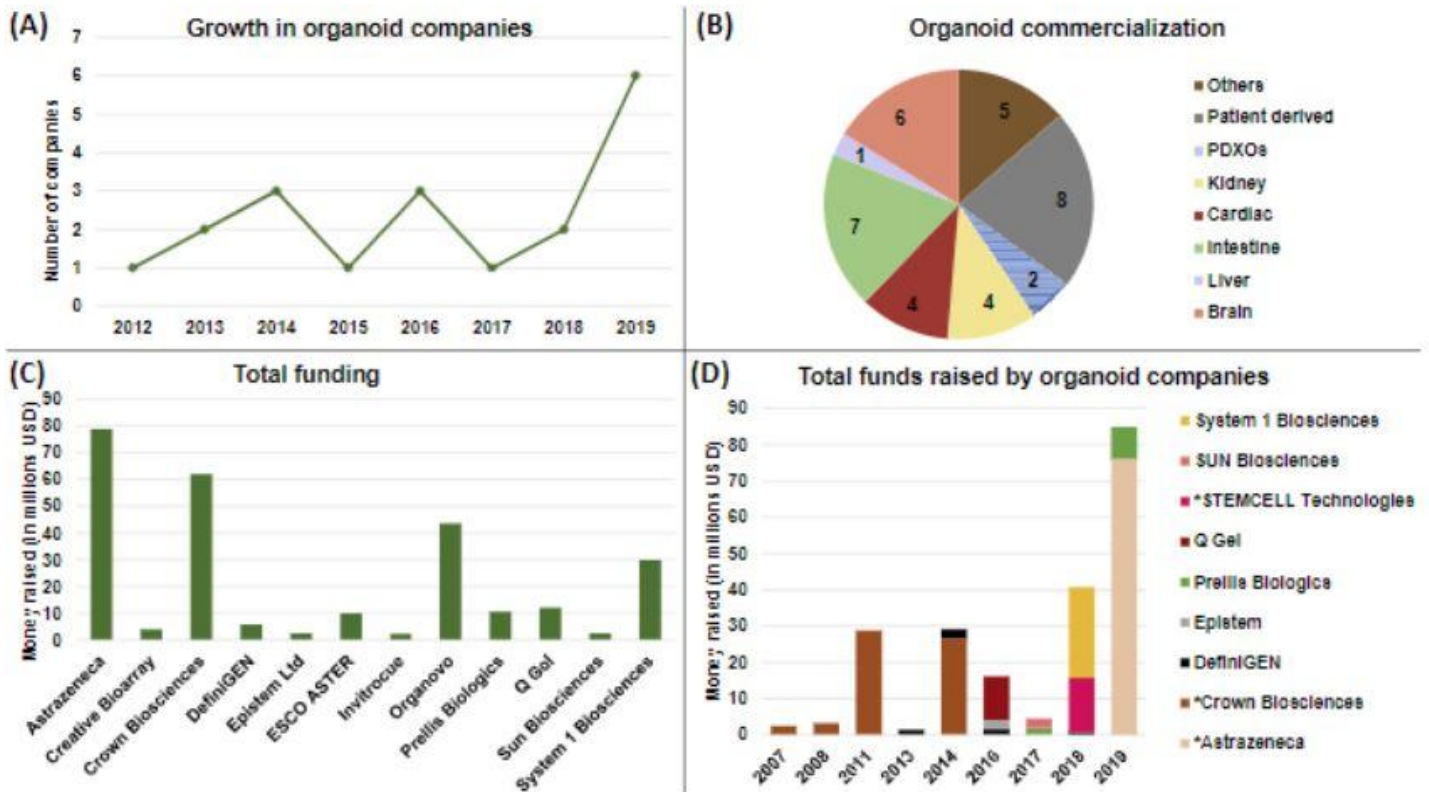 (A)
Growth in organoid companies
Number of companies
7
6
5
4
3
2
1
0
2012 2013 2014 2015 2016 2017 2018 2019
(B)
Organoid commercialization
5
8
2
4
4
7
1
6
Others
Patient derived
PDXOs
Kidney
Cardiac
Intestine
Liver
Brain
(C)
Total funding
Money raised (in millions USD)
90
80
70
60
50
40
30
20
10
0
Astrazeneca
Creative Bioarray
Crown Biosciences
DefiniGEN
Epistem Ltd
ESCO ASTER
Invitrocue
Organovo
Prellis Biologics
Q Gel
Sun Biosciences
System 1 Biosciences
(D)
Total funds raised by organoid companies
Money raised (in millions USD)
90
80
70
60
50
40
30
20
10
0
2007
2008
2011
2013
2014
2016
2017
2018
2019
System 1 Biosciences
SUN Biosciences
*STEMCELL Technologies
Q Gel
Prellis Biologics
Epistem
DefiniGEN
*Crown Biosciences
*Astrazeneca